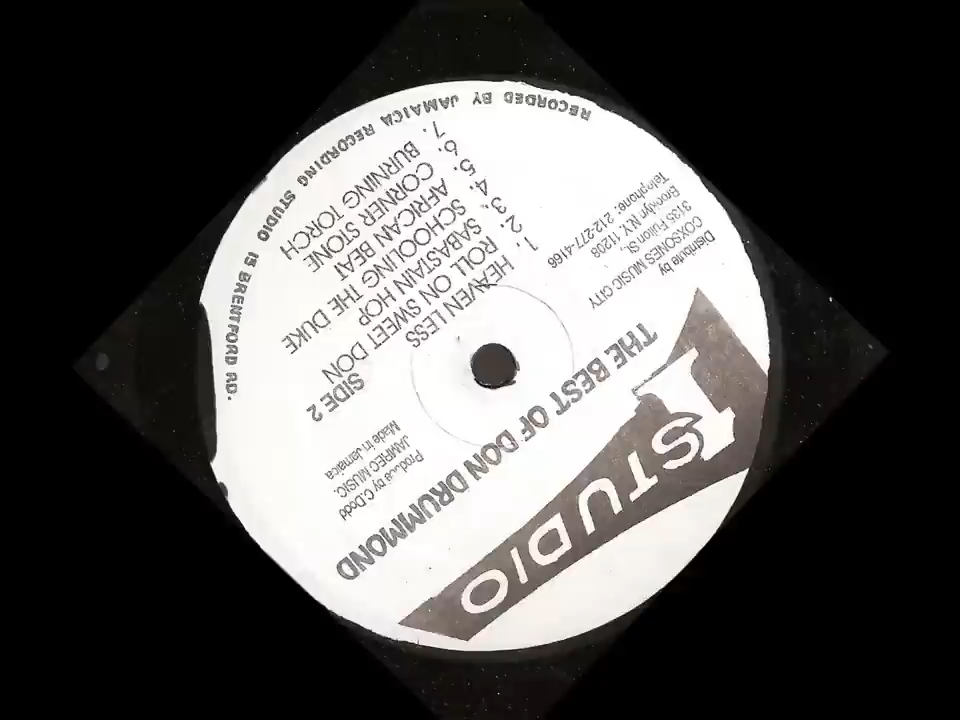 STUDIO 1
THE BEST OF DON DRUMMOND
Distribute by
COXSONES MUSIC CITY
3135 Fulton St.,
Brooklyn N.Y. 11208
Telephone: 212-277-4166
Produce by C.Dodd
JAMREC MUSIC.
Made in Jamaica
SIDE 2
1. HEAVEN LESS
2. ROLL ON SWEET DON
3. SABASTAIN HOP
4. SCHOOLING THE DUKE
5. AFRICAN BEAT
6. CORNER STONE
7. BURNING TORCH
RECORDED BY JAMAICA RECORDING STUDIO 13 BRENTFORD RD.